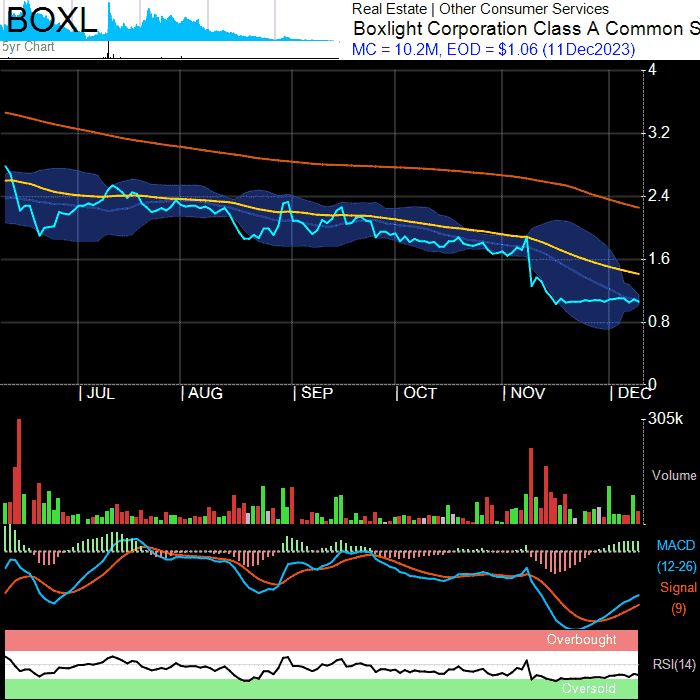 BOXL
5yr Chart
Real Estate | Other Consumer Services
Boxlight Corporation Class A Common S
MC = 10.2M, EOD = $1.06 (11Dec2023)
4
3.2
2.4
1.6
0.8
0
| JUL | AUG | SEP | OCT | NOV | DEC
305k
Volume
MACD
(12-26)
Signal
(9)
Overbought
RSI(14)
Oversold